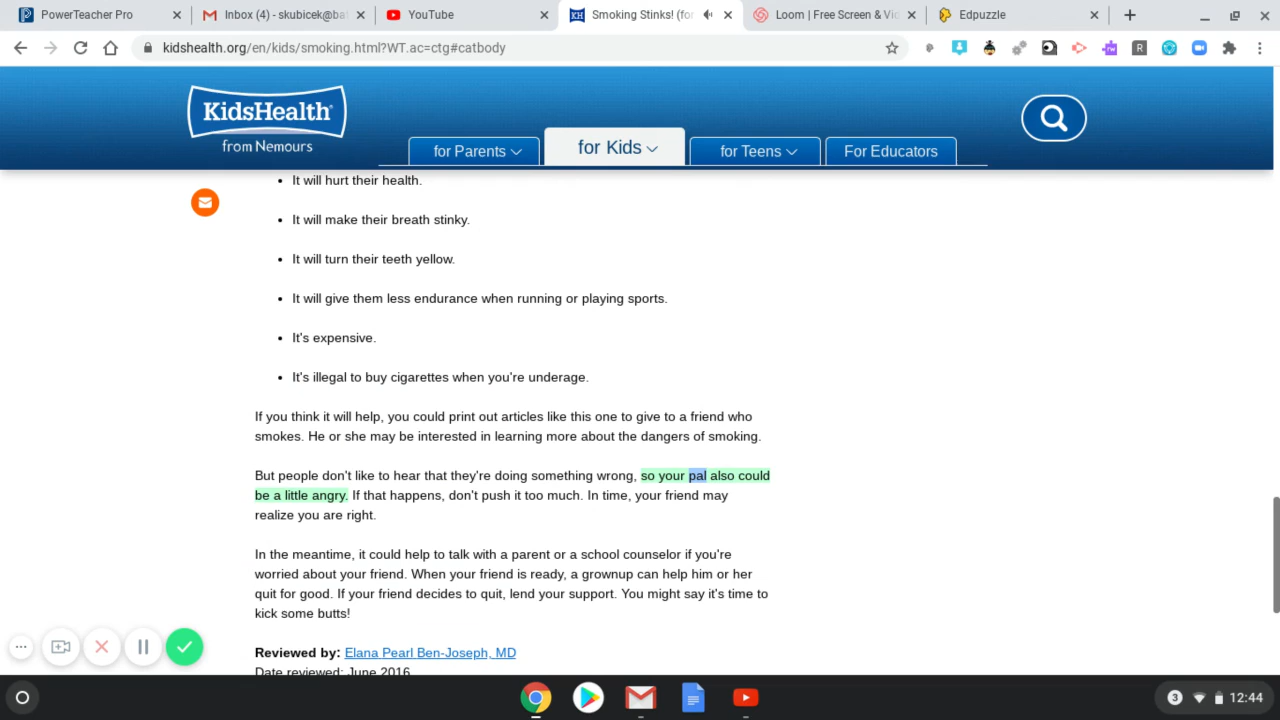 PowerTeacher Pro
Inbox (4) - skubicek@ba
YouTube
Smoking Stinks! (for
Loom | Free Screen & Vi
Edpuzzle
kidshealth.org/en/kids/smoking.html?WT.ac=ctg#catbody
KidsHealth
from Nemours
for Parents
for Kids
for Teens
For Educators
• It will hurt their health.
• It will make their breath stinky.
• It will turn their teeth yellow.
• It will give them less endurance when running or playing sports.
• It's expensive.
• It's illegal to buy cigarettes when you're underage.
If you think it will help, you could print out articles like this one to give to a friend who
smokes. He or she may be interested in learning more about the dangers of smoking.
But people don't like to hear that they're doing something wrong, so your pal also could
be a little angry. If that happens, don't push it too much. In time, your friend may
realize you are right.
In the meantime, it could help to talk with a parent or a school counselor if you're
worried about your friend. When your friend is ready, a grownup can help him or her
quit for good. If your friend decides to quit, lend your support. You might say it's time to
kick some butts!
Reviewed by: Elana Pearl Ben-Joseph, MD
Date reviewed: June 2016
3 12:44